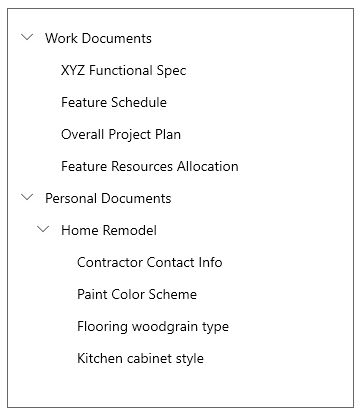 Work Documents
XYZ Functional Spec
Feature Schedule
Overall Project Plan
Feature Resources Allocation
Personal Documents
Home Remodel
Contractor Contact Info
Paint Color Scheme
Flooring woodgrain type
Kitchen cabinet style